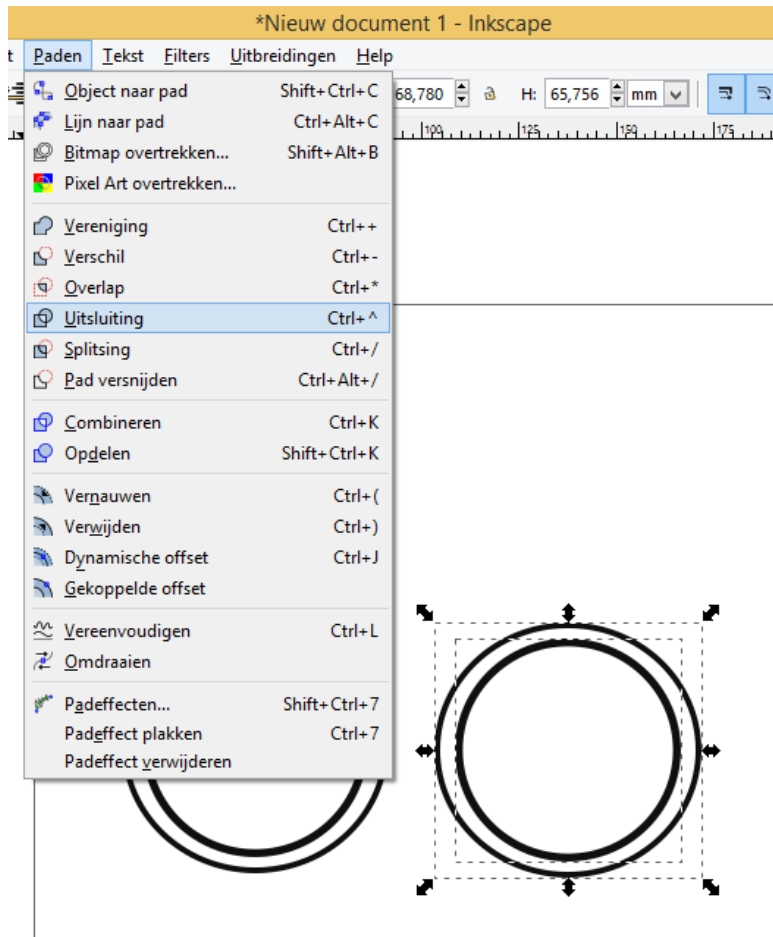 *Nieuw document 1 - Inkscape
t Paden Tekst Filters Uitbreidingen Help
68,780 H: 65,756 mm
100 125 150 175
Object naar pad Shift+Ctrl+C
Lijn naar pad Ctrl+Alt+C
Bitmap overtrekken... Shift+Alt+B
Pixel Art overtrekken...
Vereniging Ctrl++
Verschil Ctrl+-
Overlap Ctrl+*
Uitsluiting Ctrl+^
Splitsing Ctrl+/
Pad versnijden Ctrl+Alt+/
Combineren Ctrl+K
Opdelen Shift+Ctrl+K
Vernauwen Ctrl+(
Verwijden Ctrl+)
Dynamische offset Ctrl+J
Gekoppelde offset
Vereenvoudigen Ctrl+L
Omdraaien
Padeffecten... Shift+Ctrl+7
Padeffect plakken Ctrl+7
Padeffect verwijderen